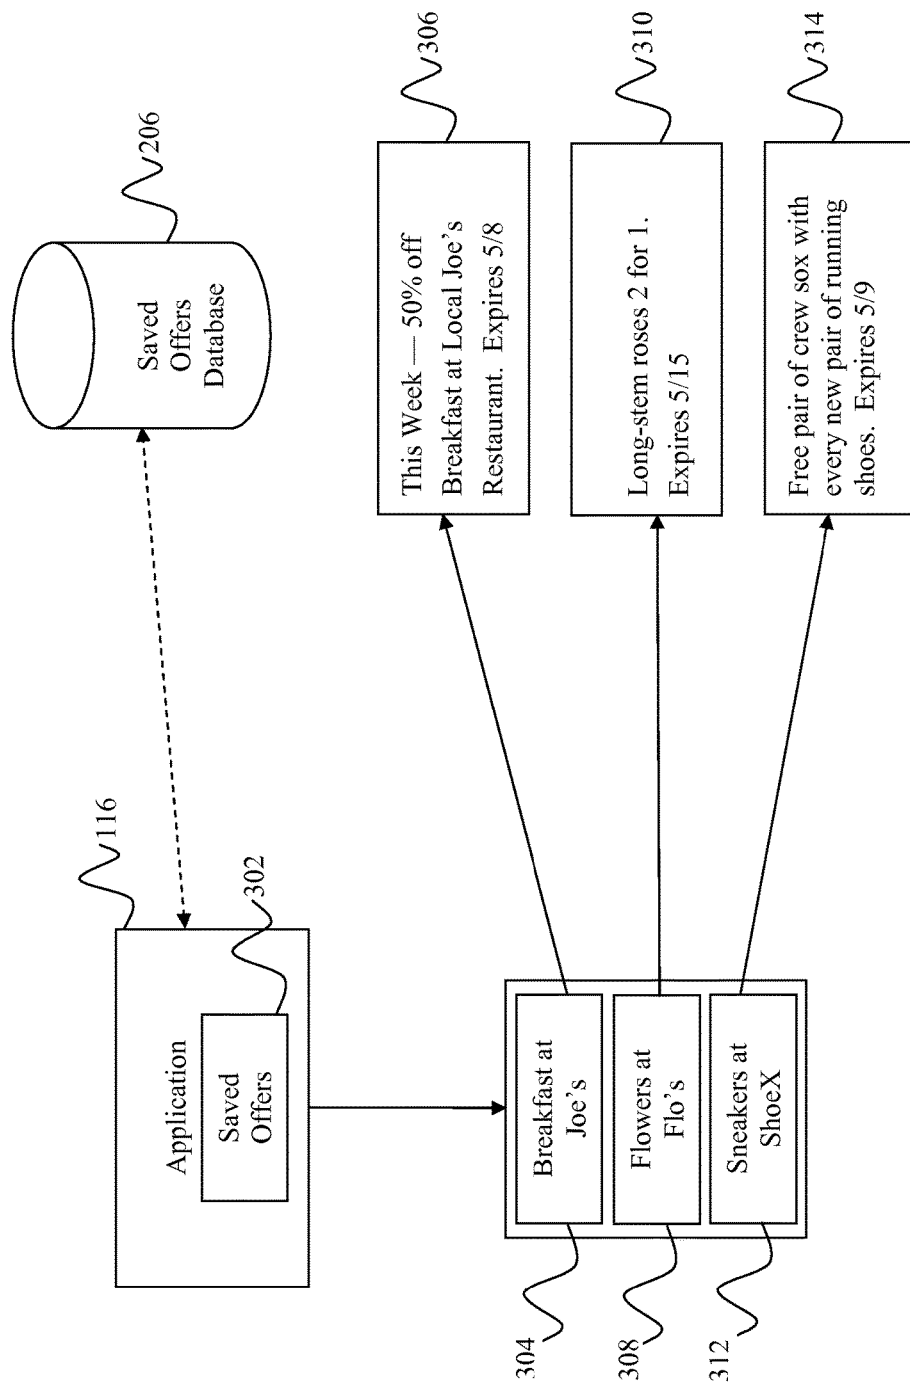 116
Application
302
Saved
Offers
206
Saved
Offers
Database
304
Breakfast at
Joe's
308
Flowers at
Flo's
312
Sneakers at
ShoeX
306
This Week — 50% off
Breakfast at Local Joe's
Restaurant. Expires 5/8
310
Long-stem roses 2 for 1.
Expires 5/15
314
Free pair of crew sox with
every new pair of running
shoes. Expires 5/9